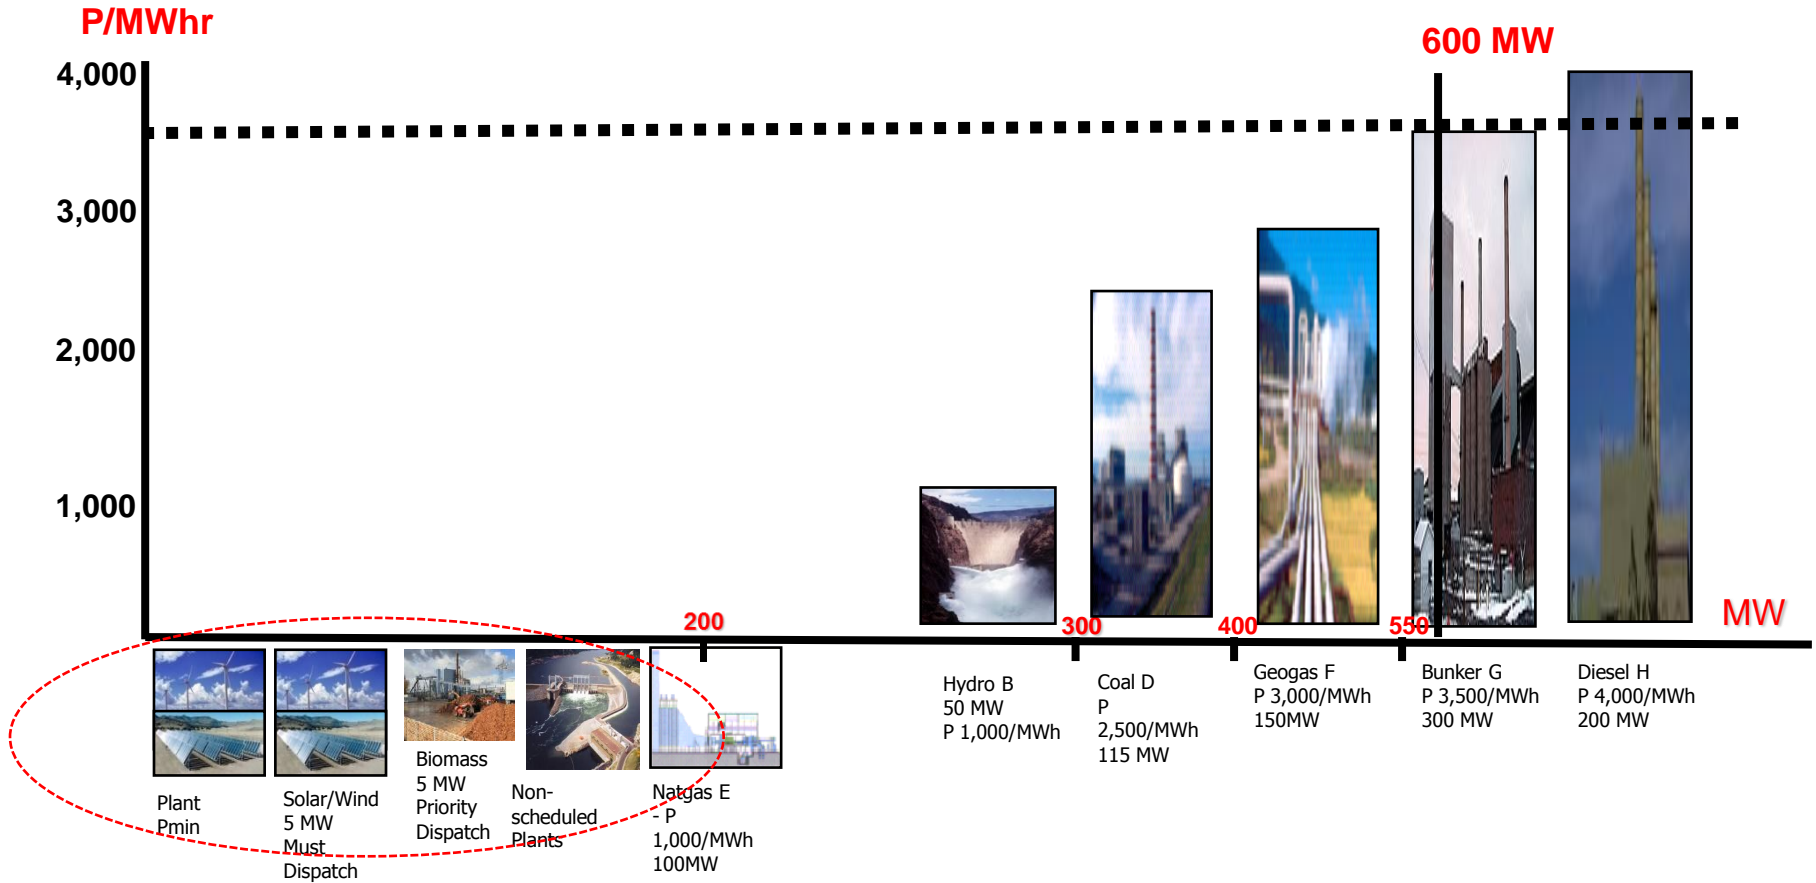 P/MWhr
600 MW
4,000
3,000
2,000
1,000
200
300
400
550
MW
Plant
Pmin
Solar/Wind
5 MW
Must
Dispatch
Biomass
5 MW
Priority
Dispatch
Non-
scheduled
Plants
Natgas E
- P
1,000/MWh
100MW
Hydro B
50 MW
P 1,000/MWh
Coal D
P
2,500/MWh
115 MW
Geogas F
P 3,000/MWh
150MW
Bunker G
P 3,500/MWh
300 MW
Diesel H
P 4,000/MWh
200 MW